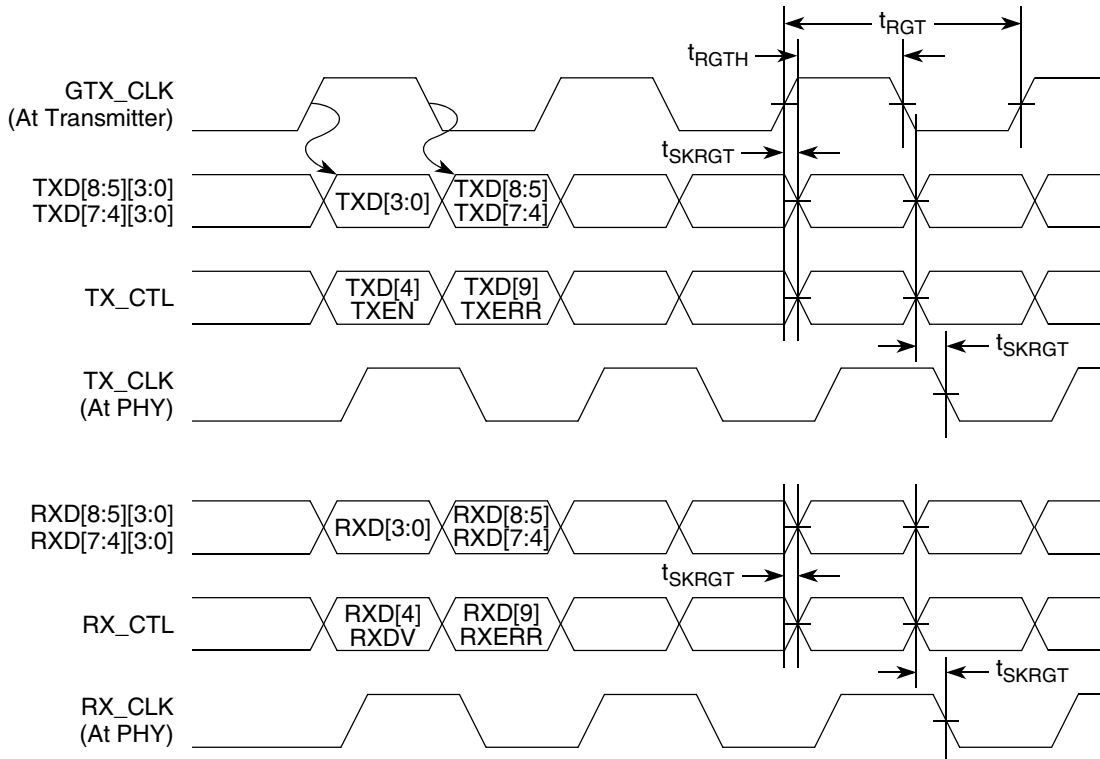 tRGT
tRGTH
GTX_CLK
(At Transmitter)
tSKRGT
TXD[8:5][3:0]
TXD[7:4][3:0]
TXD[3:0]
TXD[8:5]
TXD[7:4]
TX_CTL
TXD[4]
TXEN
TXD[9]
TXERR
tSKRGT
TX_CLK
(At PHY)
RXD[8:5][3:0]
RXD[7:4][3:0]
RXD[3:0]
RXD[8:5]
RXD[7:4]
tSKRGT
RX_CTL
RXD[4]
RXDV
RXD[9]
RXERR
tSKRGT
RX_CLK
(At PHY)